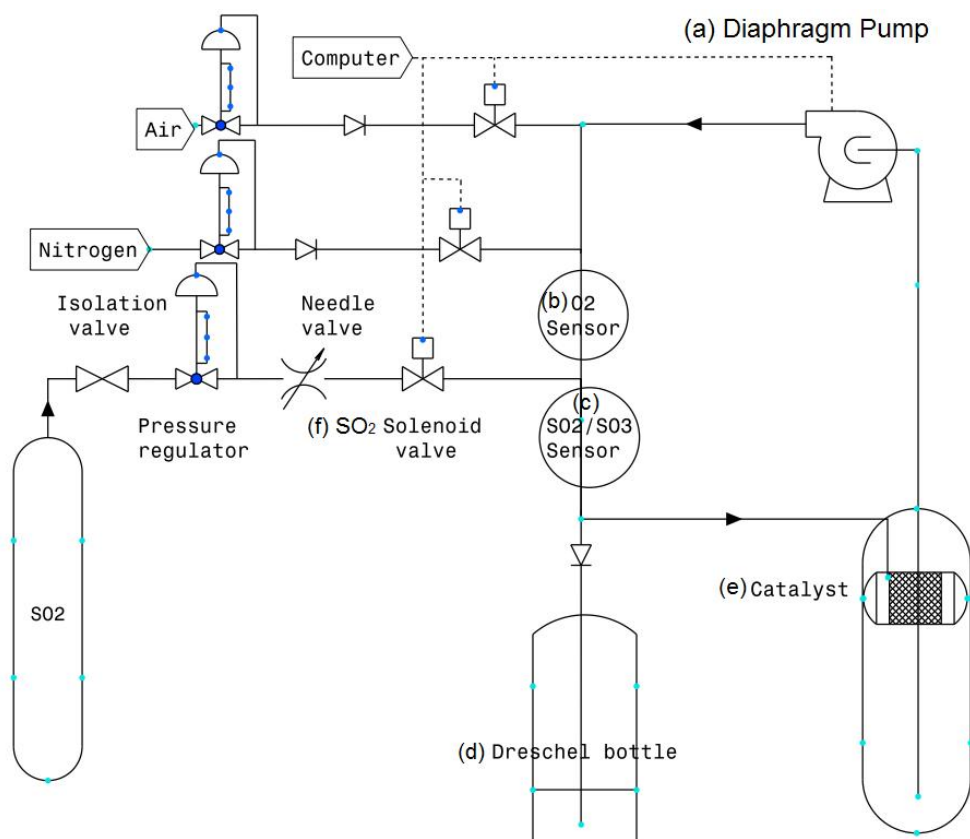 (a) Diaphragm Pump
Computer
Air
Nitrogen
Isolation
valve
Needle
valve
(b) O2
Sensor
Pressure
regulator
(f) SO₂ Solenoid
valve
(c)
SO2/SO3
Sensor
SO2
(e) Catalyst
(d) Dreschel bottle